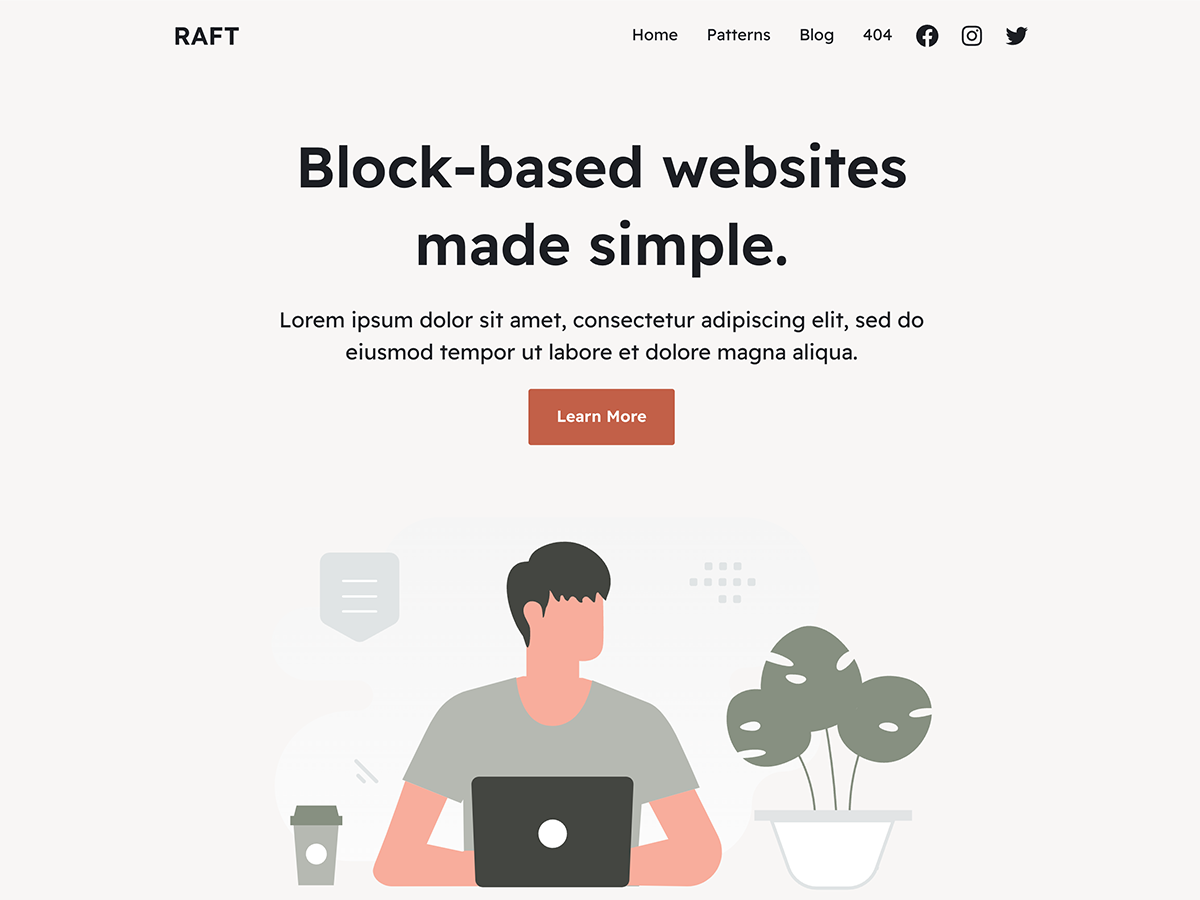 RAFT
Home Patterns Blog 404
Block-based websites
made simple.
Lorem ipsum dolor sit amet, consectetur adipiscing elit, sed do
eiusmod tempor ut labore et dolore magna aliqua.
Learn More